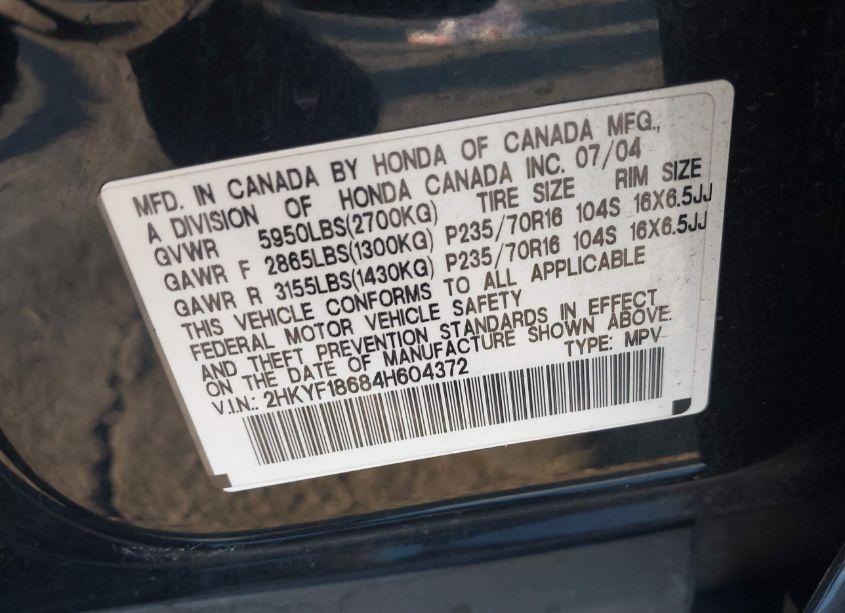 MFD. IN CANADA BY HONDA OF CANADA MFG.,
A DIVISION OF HONDA CANADA INC. 07/04
GVWR 5950LBS(2700KG) TIRE SIZE RIM SIZE
GAWR F 2865LBS(1300KG) P235/70R16 104S 16X6.5JJ
GAWR R 3155LBS(1430KG) P235/70R16 104S 16X6.5JJ
THIS VEHICLE CONFORMS TO ALL APPLICABLE
FEDERAL MOTOR VEHICLE SAFETY
AND THEFT PREVENTION STANDARDS IN EFFECT
ON THE DATE OF MANUFACTURE SHOWN ABOVE.
V.I.N.: 2HKYF18684H604372 TYPE: MPV